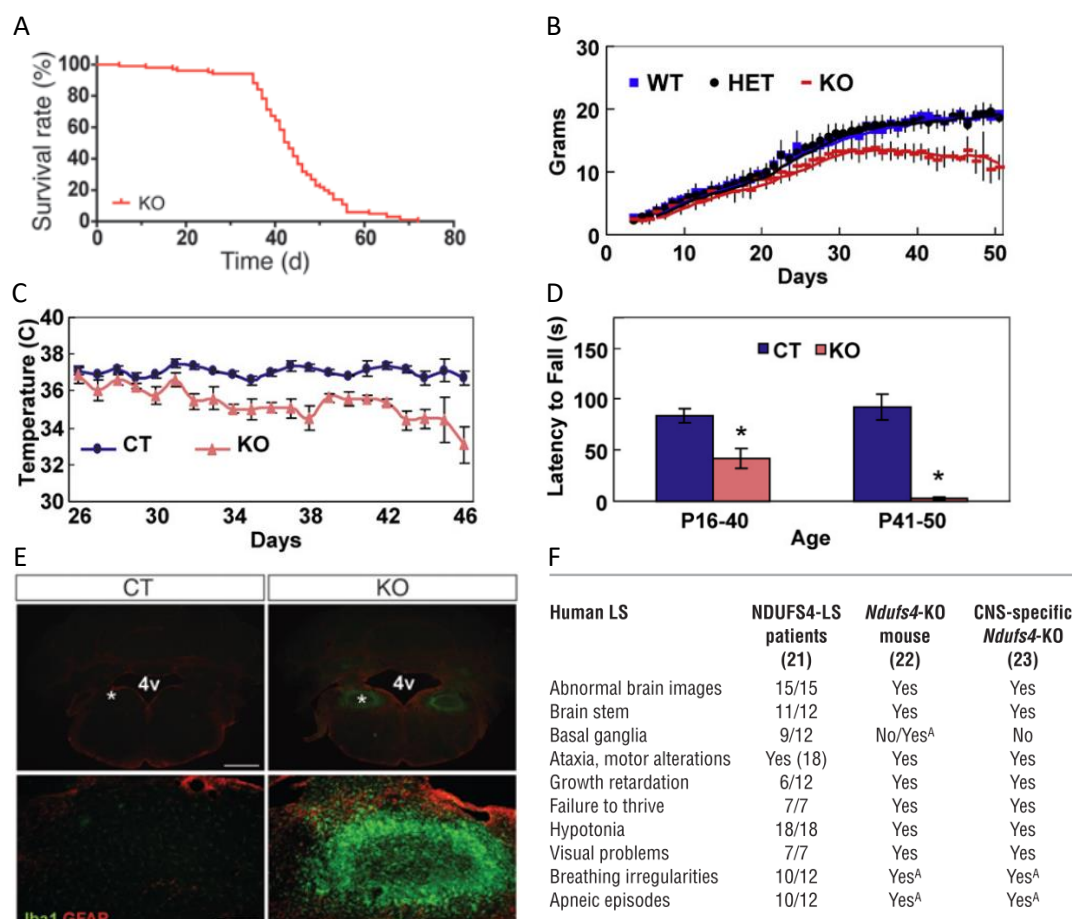 A
Survival rate (%)
100
80
60
40
20
0
KO
0 20 40 60 80
Time (d)
B
Grams
30
20
10
0
WT HET KO
10 20 30 40 50
Days
C
Temperature (C)
40
38
36
34
32
30
CT KO
26 30 34 38 42 46
Days
D
Latency to Fall (s)
150
100
50
0
CT KO
*
*
P16-40 P41-50
Age
E
CT KO
4v
*
4v
*
Iba1 GFAP
F
Human LS NDUFS4-LS patients (21) Ndufs4-KO mouse (22) CNS-specific Ndufs4-KO (23)
Abnormal brain images 15/15 Yes Yes
Brain stem 11/12 Yes Yes
Basal ganglia 9/12 No/Yesᴬ No
Ataxia, motor alterations Yes (18) Yes Yes
Growth retardation 6/12 Yes Yes
Failure to thrive 7/7 Yes Yes
Hypotonia 18/18 Yes Yes
Visual problems 7/7 Yes Yes
Breathing irregularities 10/12 Yesᴬ Yesᴬ
Apneic episodes 10/12 Yesᴬ Yesᴬ